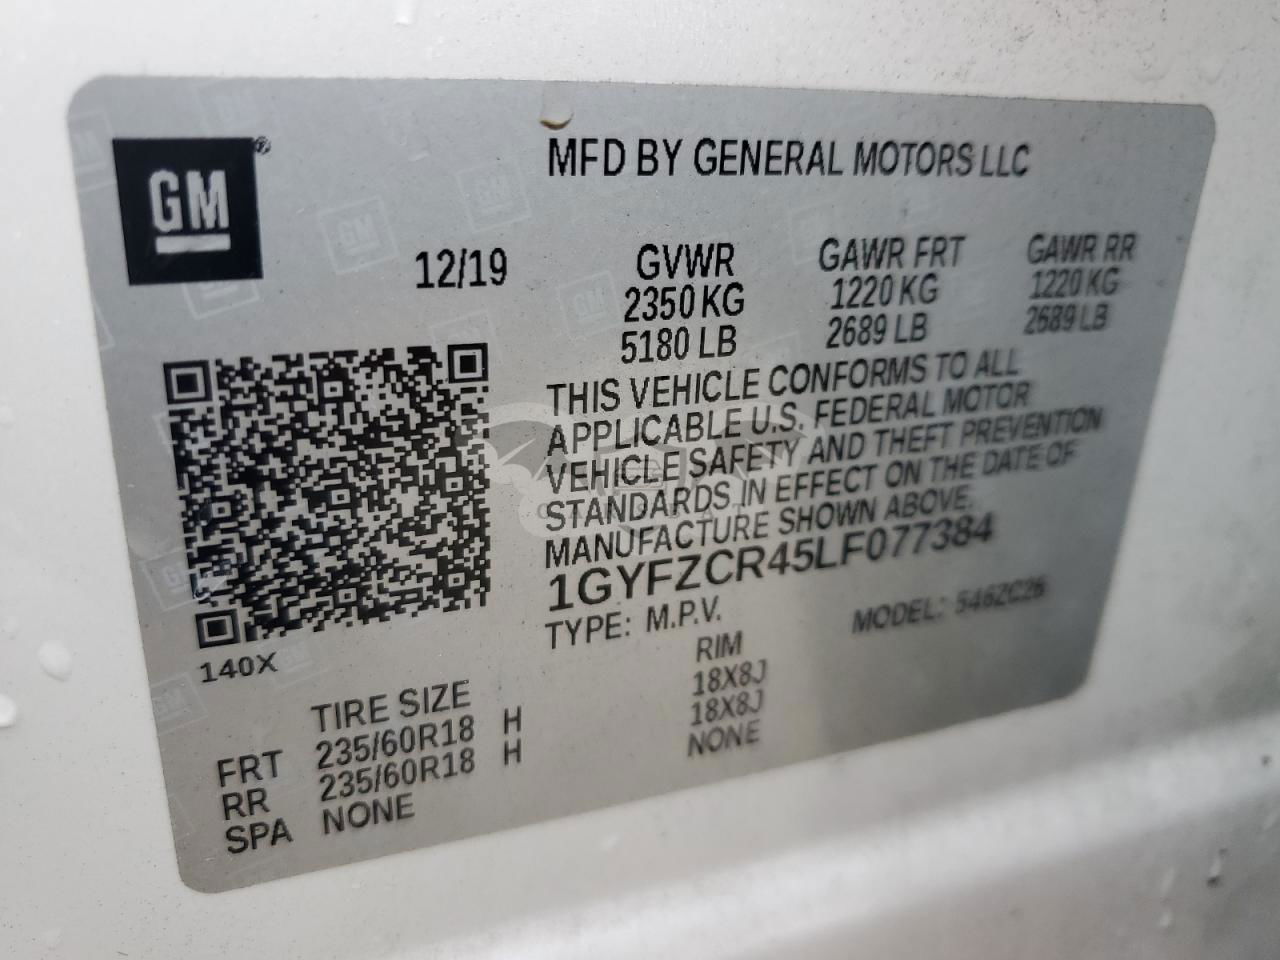 GM®
MFD BY GENERAL MOTORS LLC
12/19
GVWR GAWR FRT GAWR RR
2350 KG 1220 KG 1220 KG
5180 LB 2689 LB 2689 LB
THIS VEHICLE CONFORMS TO ALL
APPLICABLE U.S. FEDERAL MOTOR
VEHICLE SAFETY AND THEFT PREVENTION
STANDARDS IN EFFECT ON THE DATE OF
MANUFACTURE SHOWN ABOVE.
1GYFZCR45LF077384
TYPE: M.P.V. MODEL: 546ZC26
140X
TIRE SIZE RIM
FRT 235/60R18 H 18X8J
RR 235/60R18 H 18X8J
SPA NONE NONE